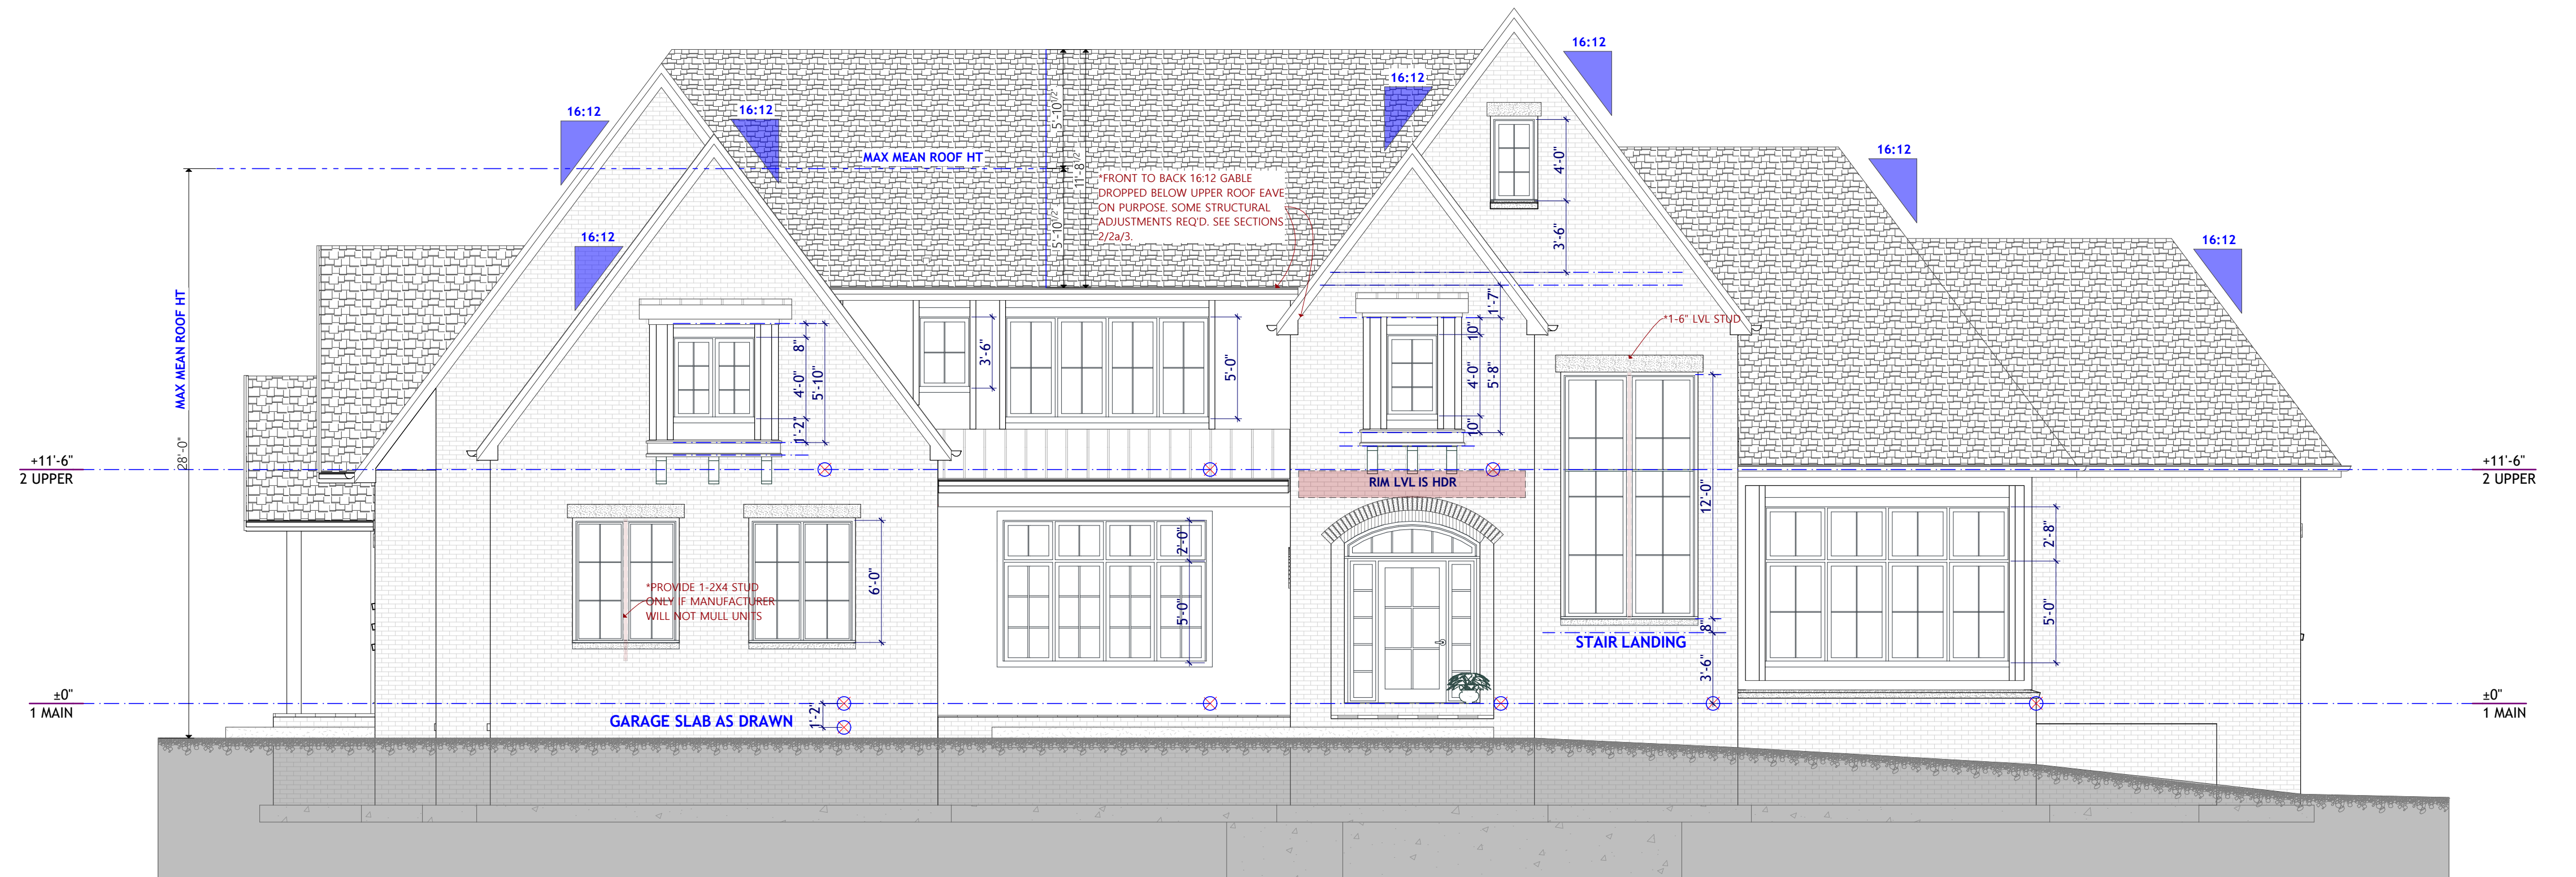 16:12
16:12
16:12
16:12
16:12
16:12
16:12
MAX MEAN ROOF HT
5'-10 1/2"
5'-10 1/2"
11'-8 1/2"
*FRONT TO BACK 16:12 GABLE
DROPPED BELOW UPPER ROOF EAVE
ON PURPOSE. SOME STRUCTURAL
ADJUSTMENTS REQ'D. SEE SECTIONS
2/2a/3.
4'-0"
3'-6"
MAX MEAN ROOF HT
28'-0"
8"
4'-0"
5'-10"
1'-2"
3'-6"
5'-0"
1'-7"
10"
4'-0"
5'-8"
10"
*1-6" LVL STUD
+11'-6"
2 UPPER
+11'-6"
2 UPPER
RIM LVL IS HDR
12'-0"
*PROVIDE 1-2X4 STUD
ONLY IF MANUFACTURER
WILL NOT MULL UNITS
6'-0"
2'-0"
5'-0"
2'-8"
5'-0"
8"
STAIR LANDING
3'-6"
±0"
1 MAIN
GARAGE SLAB AS DRAWN
1'-2"
±0"
1 MAIN